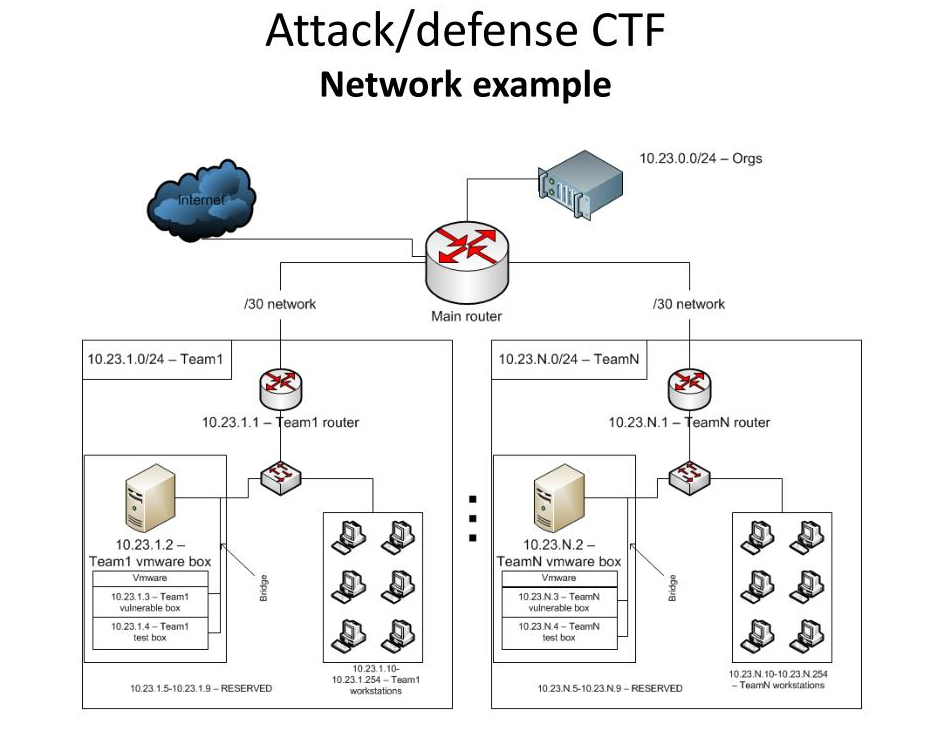 Attack/defense CTF
Network example
10.23.0.0/24 – Orgs
Internet
Main router
/30 network
/30 network
10.23.1.0/24 – Team1
10.23.1.1 – Team1 router
10.23.1.2 –
Team1 vmware box
Vmware
10.23.1.3 – Team1
vulnerable box
10.23.1.4 – Team1
test box
Bridge
10.23.1.10-
10.23.1.254 – Team1
workstations
10.23.1.5-10.23.1.9 – RESERVED
10.23.N.0/24 – TeamN
10.23.N.1 – TeamN router
10.23.N.2 –
TeamN vmware box
Vmware
10.23.N.3 – TeamN
vulnerable box
10.23.N.4 – TeamN
test box
Bridge
10.23.N.10-10.23.N.254
– TeamN workstations
10.23.N.5-10.23.N.9 – RESERVED